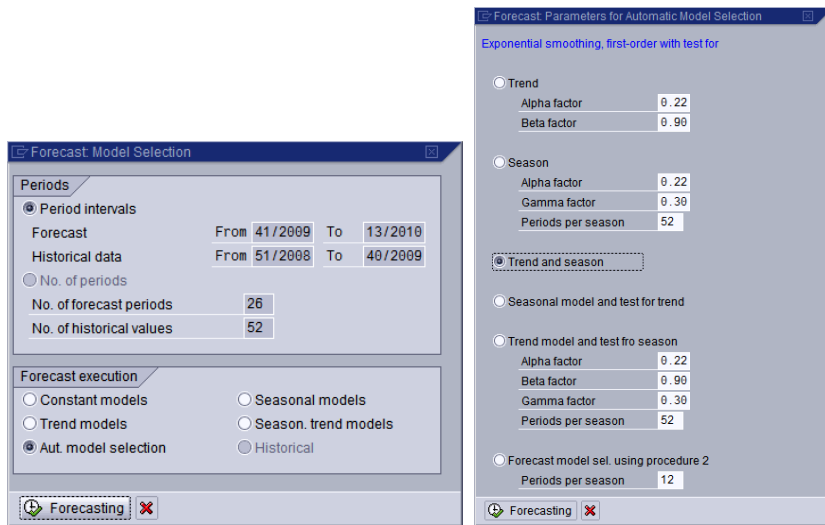 Forecast: Model Selection
Periods
Period intervals
Forecast From 41/2009 To 13/2010
Historical data From 51/2008 To 40/2009
No. of periods
No. of forecast periods 26
No. of historical values 52
Forecast execution
Constant models Seasonal models
Trend models Season. trend models
Aut. model selection Historical
Forecasting
Forecast: Parameters for Automatic Model Selection
Exponential smoothing, first-order with test for
Trend
Alpha factor 0.22
Beta factor 0.90
Season
Alpha factor 0.22
Gamma factor 0.30
Periods per season 52
Trend and season
Seasonal model and test for trend
Trend model and test fro season
Alpha factor 0.22
Beta factor 0.90
Gamma factor 0.30
Periods per season 52
Forecast model sel. using procedure 2
Periods per season 12
Forecasting